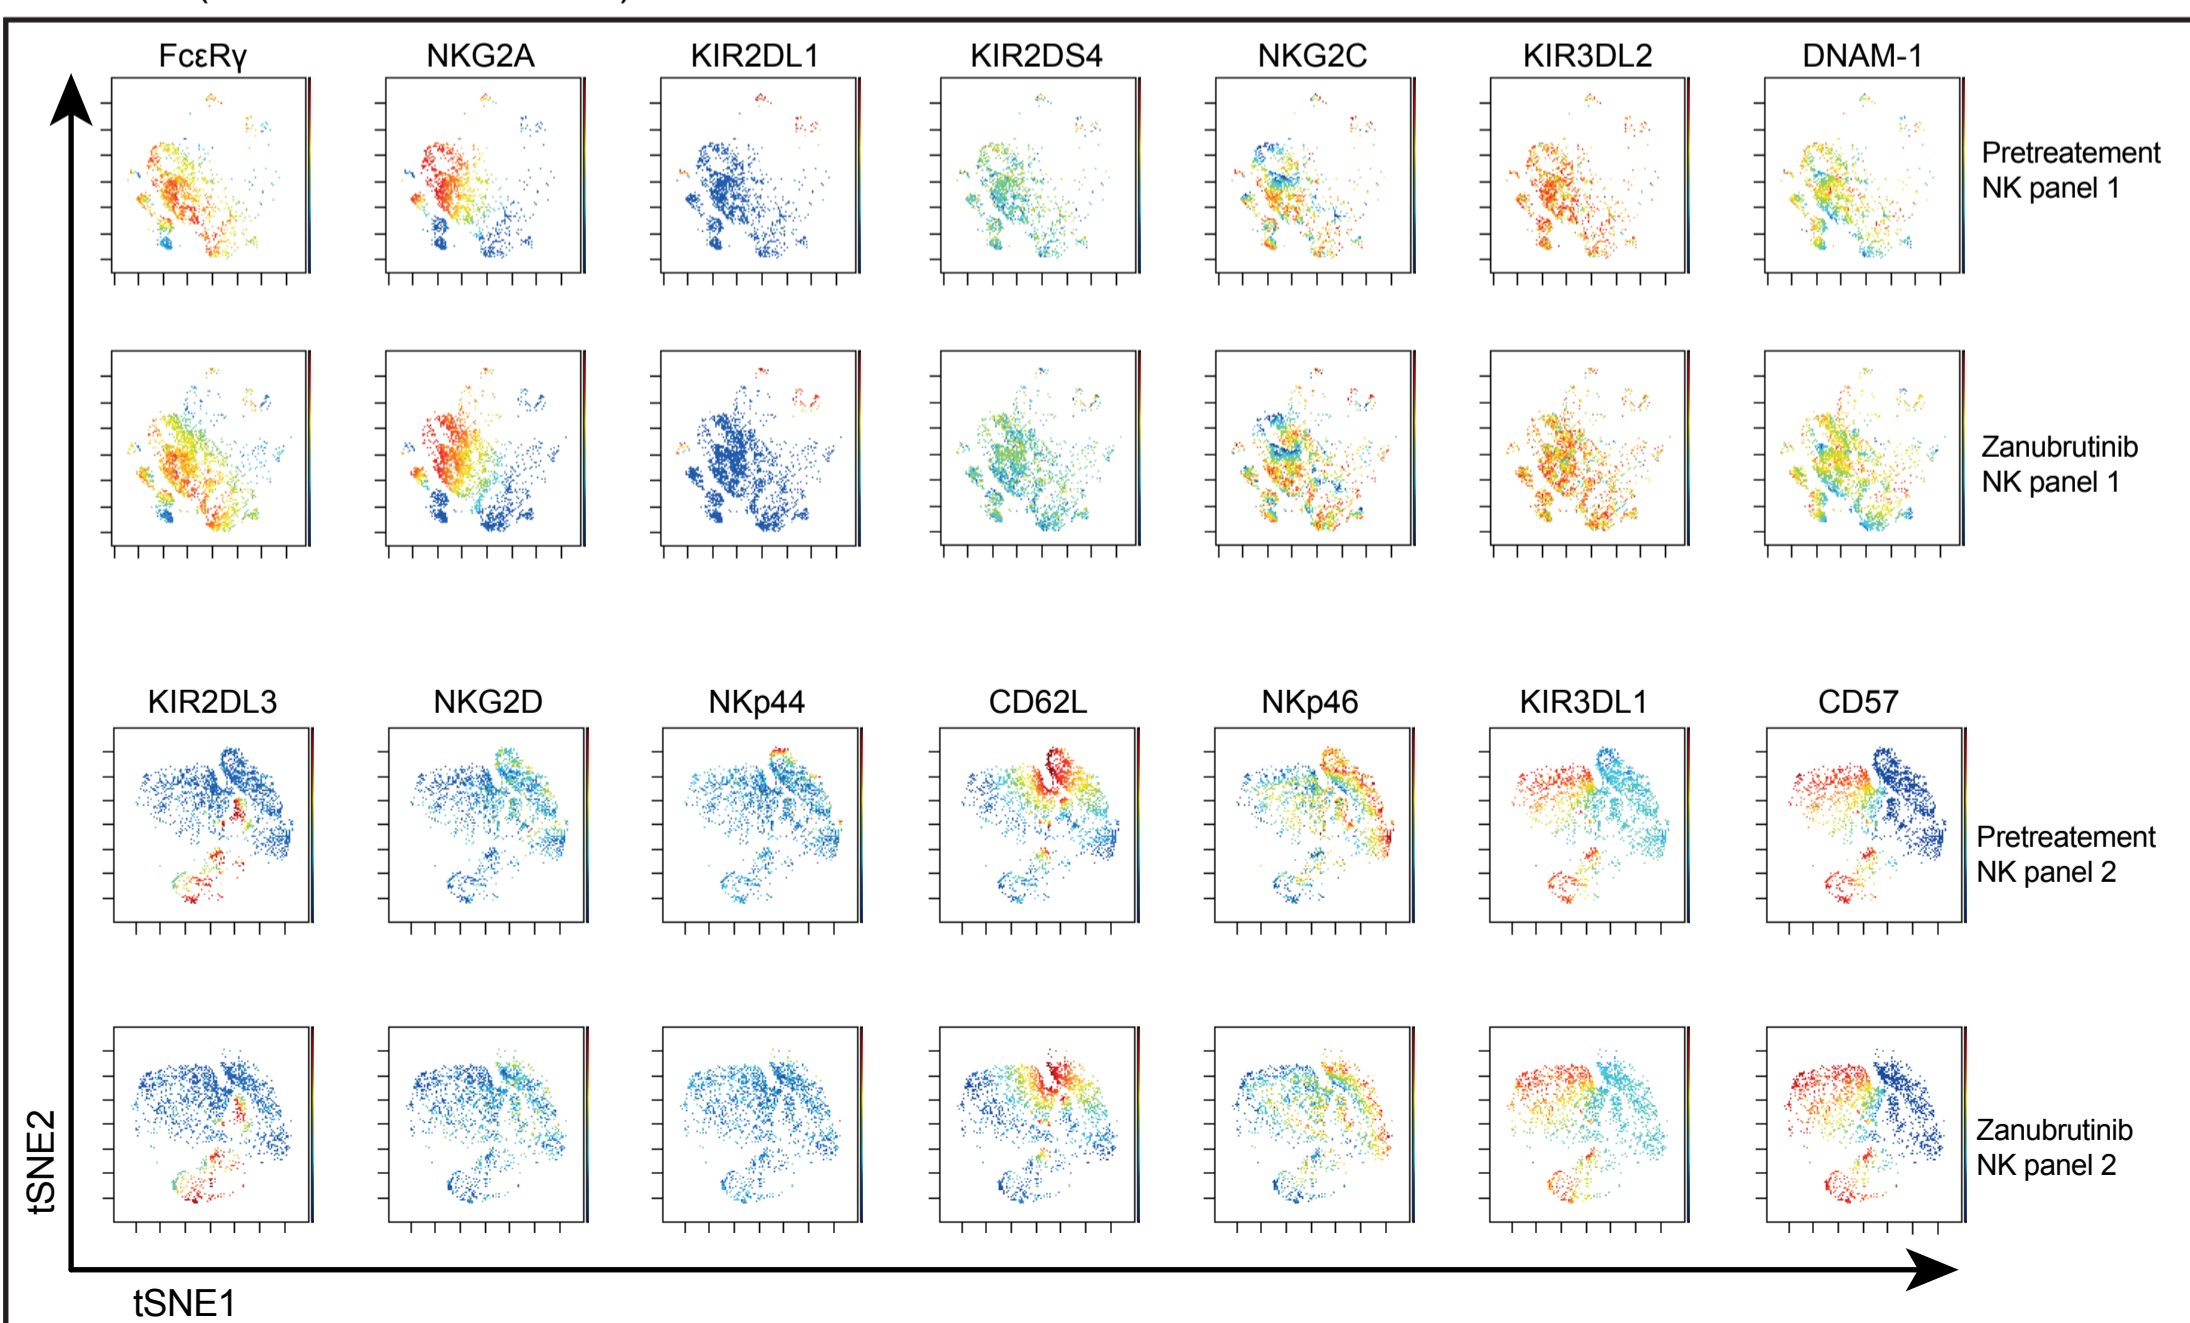 FcεRγ NKG2A KIR2DL1 KIR2DS4 NKG2C KIR3DL2 DNAM-1
Pretreatement
NK panel 1
Zanubrutinib
NK panel 1
KIR2DL3 NKG2D NKp44 CD62L NKp46 KIR3DL1 CD57
Pretreatement
NK panel 2
Zanubrutinib
NK panel 2
tSNE2
tSNE1